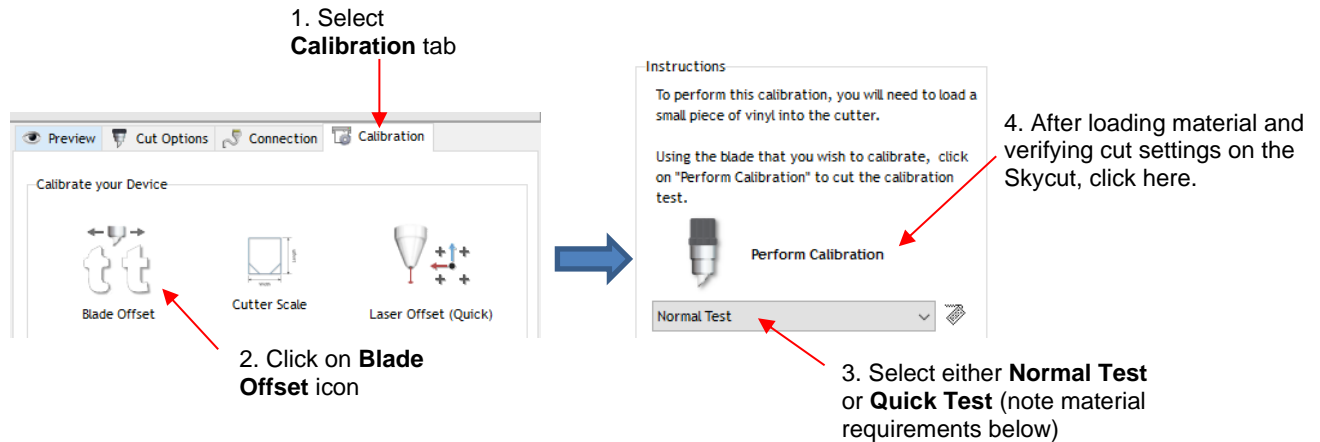 1. Select
Calibration tab
Preview Cut Options Connection Calibration
Calibrate your Device
Blade Offset Cutter Scale Laser Offset (Quick)
2. Click on Blade
Offset icon
Instructions
To perform this calibration, you will need to load a
small piece of vinyl into the cutter.
Using the blade that you wish to calibrate, click
on "Perform Calibration" to cut the calibration
test.
Perform Calibration
Normal Test
4. After loading material and
verifying cut settings on the
Skycut, click here.
3. Select either Normal Test
or Quick Test (note material
requirements below)